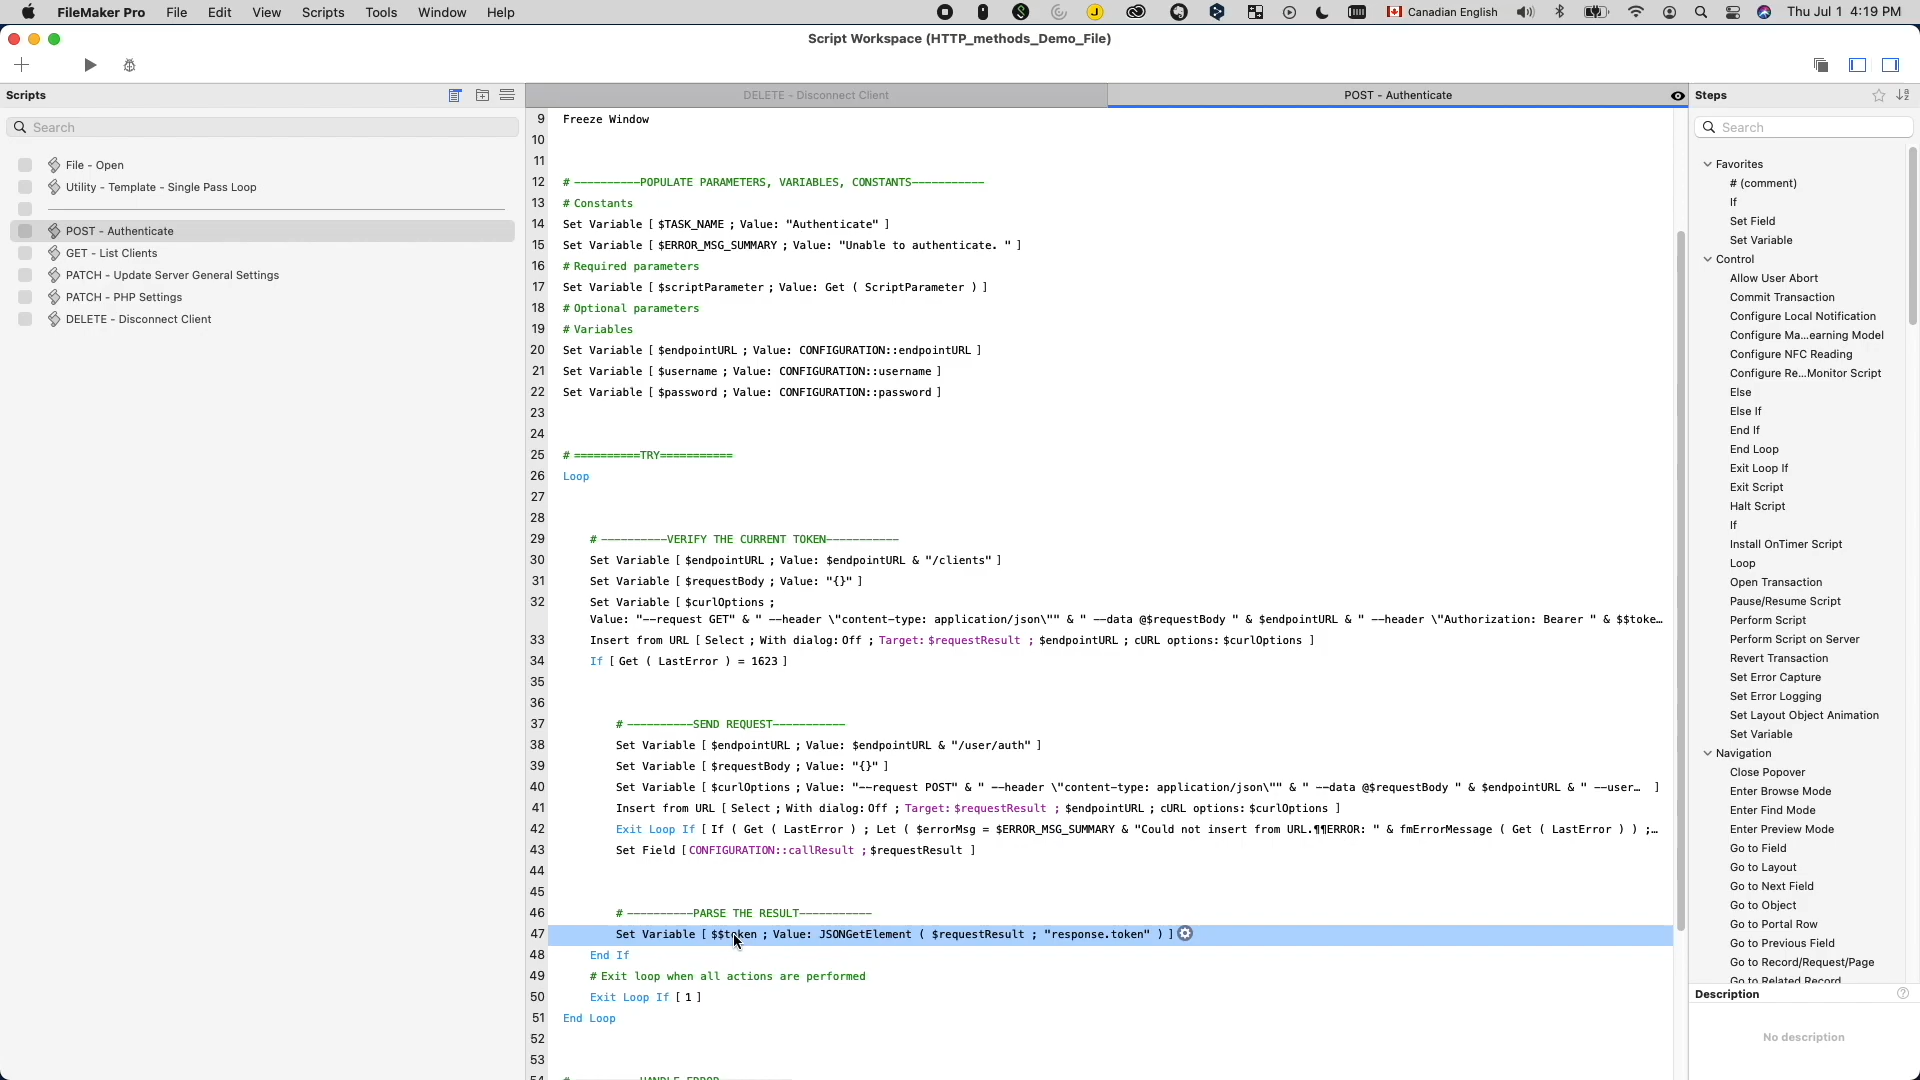 FileMaker Pro File Edit View Scripts Tools Window Help Canadian English Thu Jul 1 4:19 PM
Script Workspace (HTTP_methods_Demo_File)
Scripts
Search
File - Open
Utility - Template - Single Pass Loop
POST - Authenticate
GET - List Clients
PATCH - Update Server General Settings
PATCH - PHP Settings
DELETE - Disconnect Client
DELETE - Disconnect Client
POST - Authenticate
9 Freeze Window
10
11
12 # ----------POPULATE PARAMETERS, VARIABLES, CONSTANTS-----------
13 # Constants
14 Set Variable [ $TASK_NAME ; Value: "Authenticate" ]
15 Set Variable [ $ERROR_MSG_SUMMARY ; Value: "Unable to authenticate. " ]
16 # Required parameters
17 Set Variable [ $scriptParameter ; Value: Get ( ScriptParameter ) ]
18 # Optional parameters
19 # Variables
20 Set Variable [ $endpointURL ; Value: CONFIGURATION::endpointURL ]
21 Set Variable [ $username ; Value: CONFIGURATION::username ]
22 Set Variable [ $password ; Value: CONFIGURATION::password ]
23
24
25 # ==========TRY===========
26 Loop
27
28
29 # ----------VERIFY THE CURRENT TOKEN-----------
30 Set Variable [ $endpointURL ; Value: $endpointURL & "/clients" ]
31 Set Variable [ $requestBody ; Value: "{}" ]
32 Set Variable [ $curlOptions ;
Value: "--request GET" & " --header \"content-type: application/json\"" & " --data @$requestBody " & $endpointURL & " --header \"Authorization: Bearer " & $$toke…
33 Insert from URL [ Select ; With dialog: Off ; Target: $requestResult ; $endpointURL ; cURL options: $curlOptions ]
34 If [ Get ( LastError ) = 1623 ]
35
36
37 # ----------SEND REQUEST-----------
38 Set Variable [ $endpointURL ; Value: $endpointURL & "/user/auth" ]
39 Set Variable [ $requestBody ; Value: "{}" ]
40 Set Variable [ $curlOptions ; Value: "--request POST" & " --header \"content-type: application/json\"" & " --data @$requestBody " & $endpointURL & " --user… ]
41 Insert from URL [ Select ; With dialog: Off ; Target: $requestResult ; $endpointURL ; cURL options: $curlOptions ]
42 Exit Loop If [ If ( Get ( LastError ) ; Let ( $errorMsg = $ERROR_MSG_SUMMARY & "Could not insert from URL.¶¶ERROR: " & fmErrorMessage ( Get ( LastError ) ) ;…
43 Set Field [ CONFIGURATION::callResult ; $requestResult ]
44
45
46 # ----------PARSE THE RESULT-----------
47 Set Variable [ $$token ; Value: JSONGetElement ( $requestResult ; "response.token" ) ]
48 End If
49 # Exit loop when all actions are performed
50 Exit Loop If [ 1 ]
51 End Loop
52
53
54 # ----------HANDLE ERROR-----------
Steps
Search
Favorites
# (comment)
If
Set Field
Set Variable
Control
Allow User Abort
Commit Transaction
Configure Local Notification
Configure Ma...earning Model
Configure NFC Reading
Configure Re...Monitor Script
Else
Else If
End If
End Loop
Exit Loop If
Exit Script
Halt Script
If
Install OnTimer Script
Loop
Open Transaction
Pause/Resume Script
Perform Script
Perform Script on Server
Revert Transaction
Set Error Capture
Set Error Logging
Set Layout Object Animation
Set Variable
Navigation
Close Popover
Enter Browse Mode
Enter Find Mode
Enter Preview Mode
Go to Field
Go to Layout
Go to Next Field
Go to Object
Go to Portal Row
Go to Previous Field
Go to Record/Request/Page
Go to Related Record
Description
No description